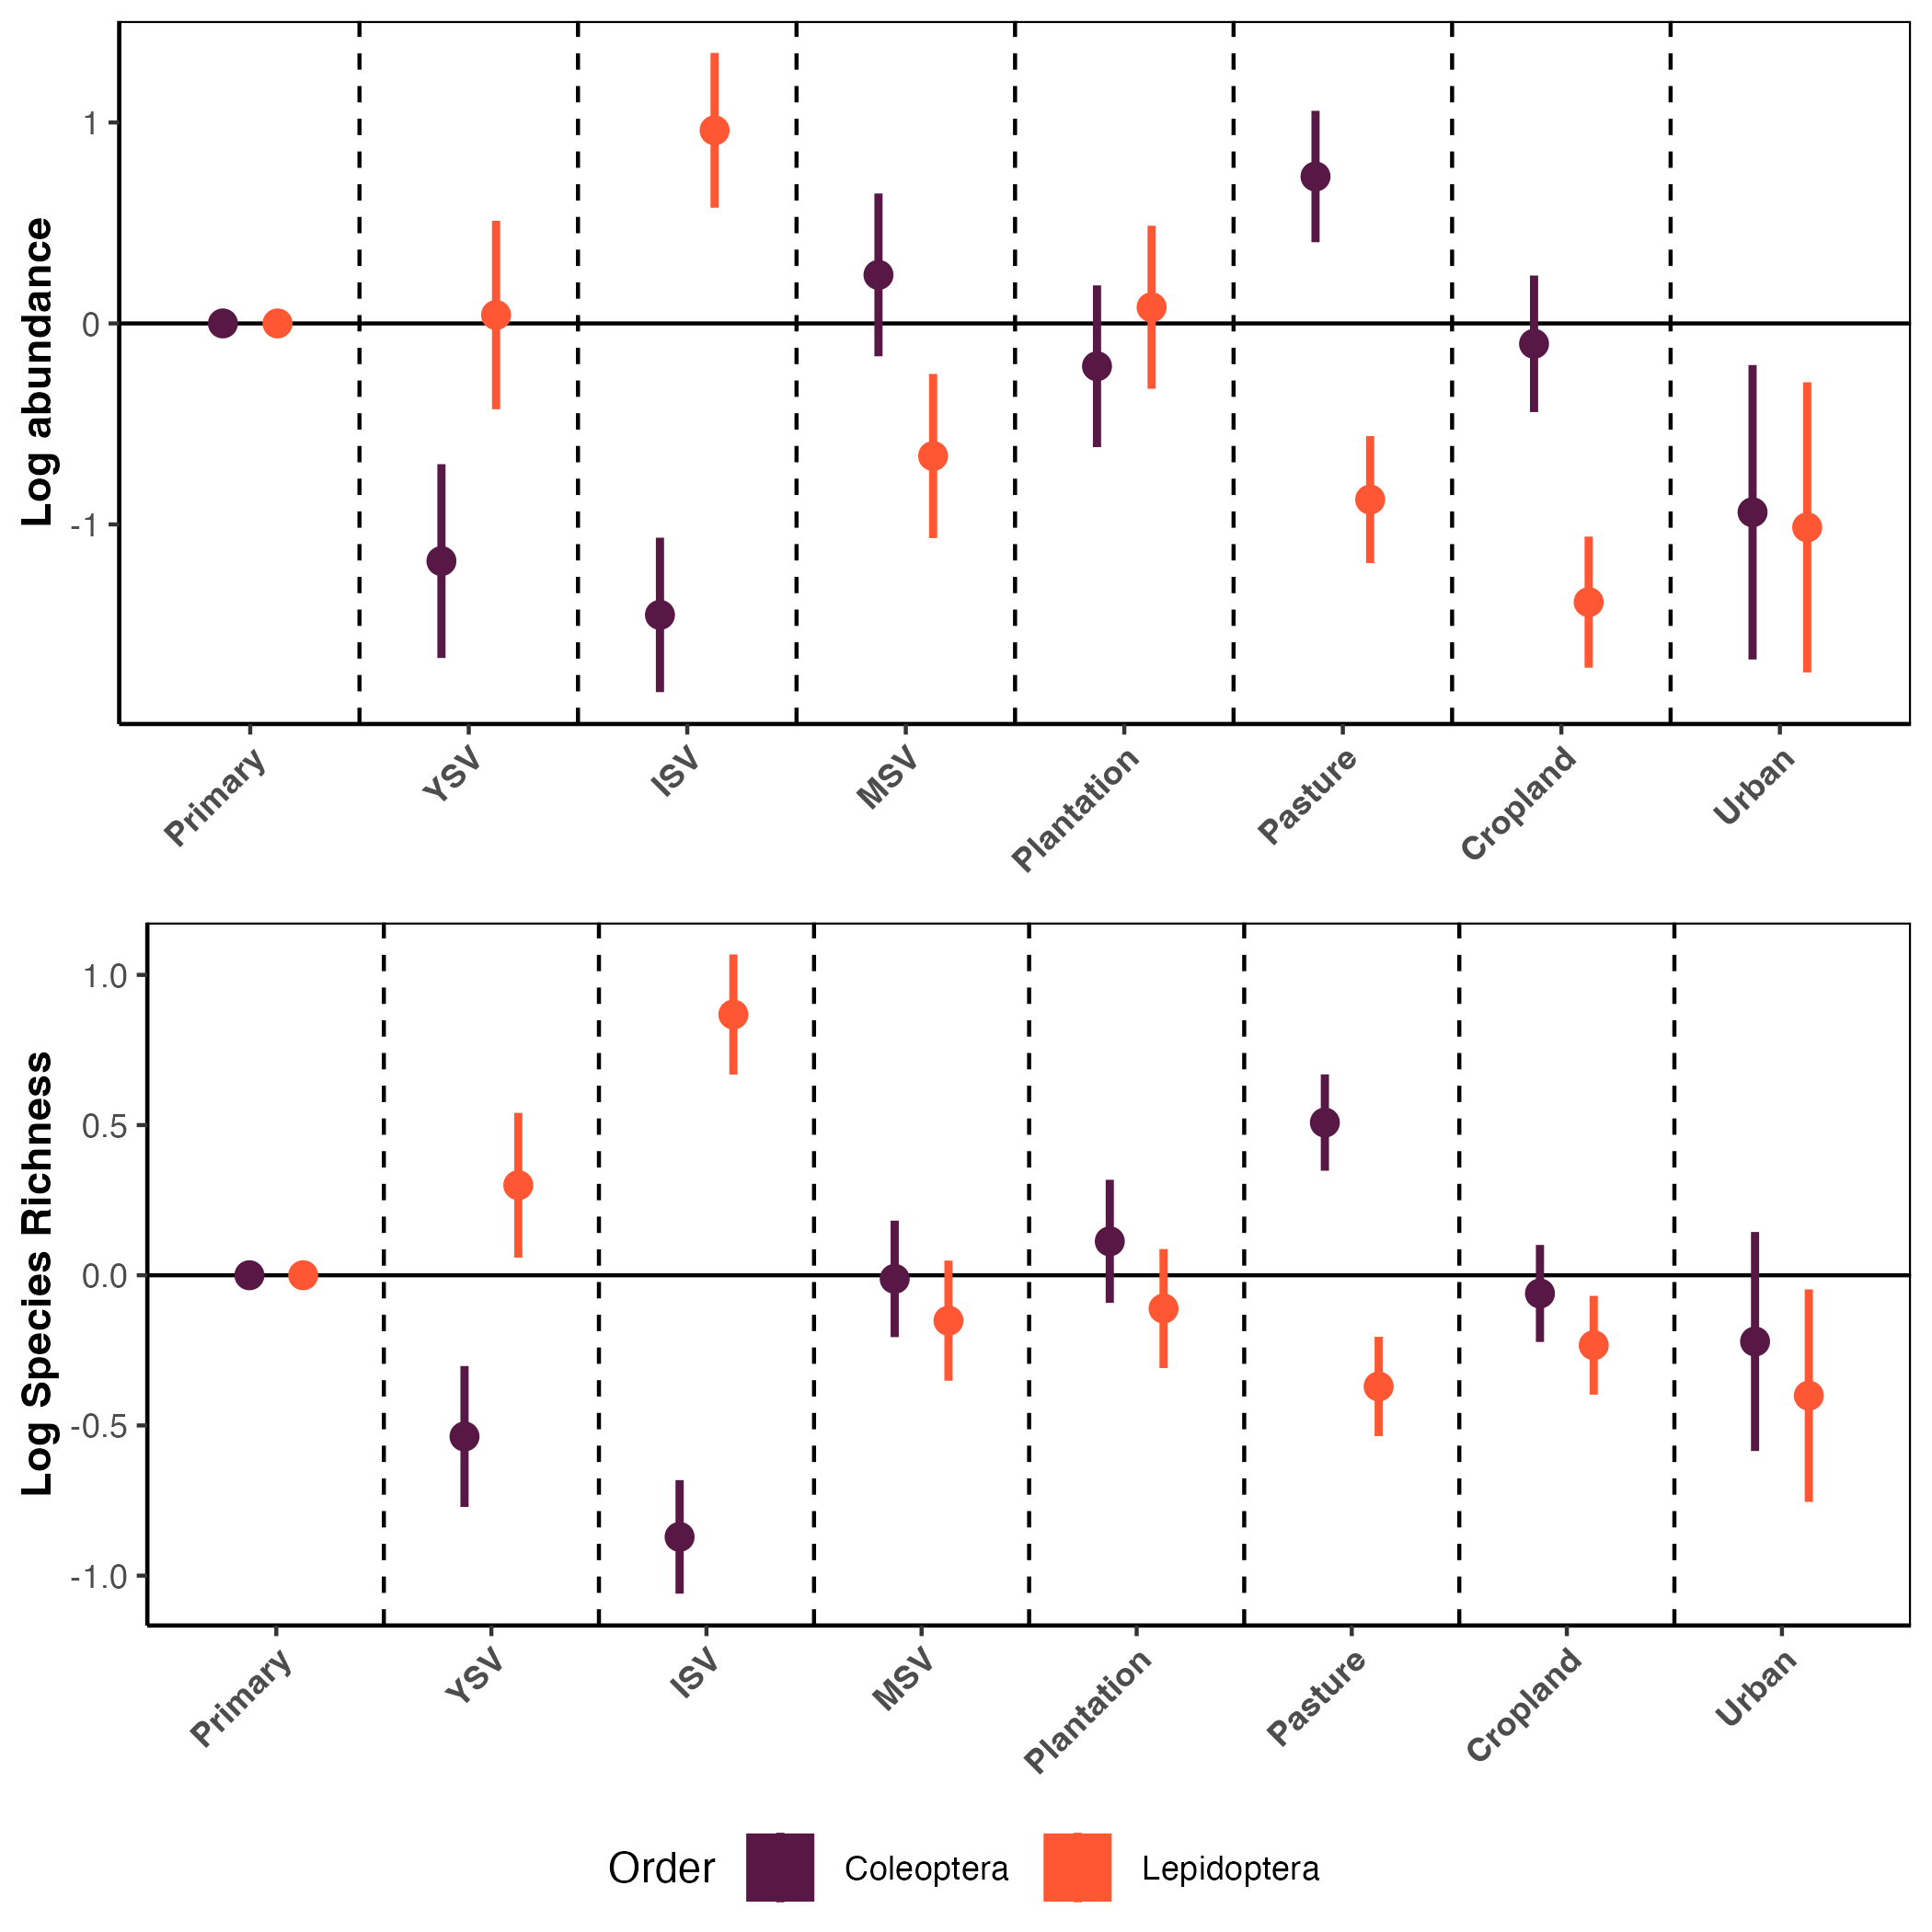 Log abundance
1
0
-1
Primary
YSV
ISV
MSV
Plantation
Pasture
Cropland
Urban
Log Species Richness
1.0
0.5
0.0
-0.5
-1.0
Primary
YSV
ISV
MSV
Plantation
Pasture
Cropland
Urban
Order Coleoptera Lepidoptera